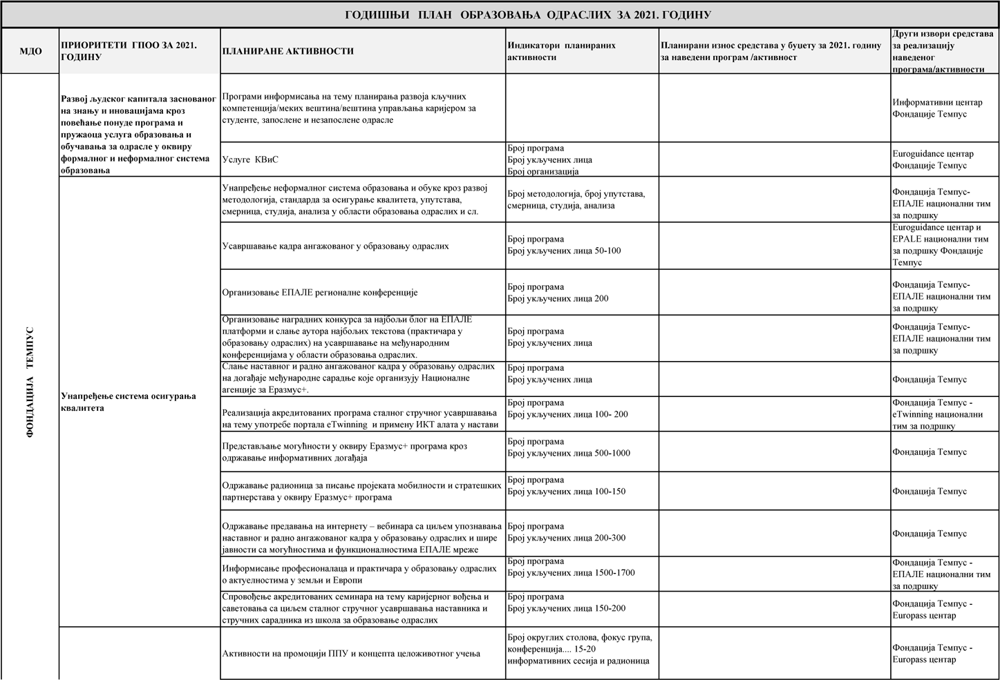 ГОДИШЊИ ПЛАН ОБРАЗОВАЊА ОДРАСЛИХ ЗА 2021. ГОДИНУ
МДО
ПРИОРИТЕТИ ГПОО ЗА 2021.
ГОДИНУ
ПЛАНИРАНЕ АКТИВНОСТИ
Индикатори планираних
активности
Планирани износ средстава у буџету за 2021. годину
за наведени програм /активност
Други извори средстава
за реализацију
наведеног
програма/активности
ФОНДАЦИЈА ТЕМПУС
Развој људског капитала заснованог
на знању и иновацијама кроз
повећање понуде програма и
пружаоца услуга образовања и
обучавања за одрасле у оквиру
формалног и неформалног система
образовања
Програми информисања на тему планирања развоја кључних
компетенција/меких вештина/вештина управљања каријером за
студенте, запослене и незапослене одрасле
Информативни центар
Фондације Темпус
Услуге КВиС
Број програма
Број укључених лица
Број организација
Euroguidance центар
Фондације Темпус
Унапређење система осигурања
квалитета
Унапређење неформалног система образовања и обуке кроз развој
методологија, стандарда за осигурање квалитета, упутстава,
смерница, студија, анализа у области образовања одраслих и сл.
Број методологија, број упутстава,
смерница, студија, анализа
Фондација Темпус-
ЕПАЛЕ национални тим
за подршку
Усавршавање кадра ангажованог у образовању одраслих
Број програма
Број укључених лица 50-100
Euroguidance центар и
EPALE национални тим
за подршку Фондације
Темпус
Организовање ЕПАЛЕ регионалне конференције
Број програма
Број укључених лица 200
Фондација Темпус-
ЕПАЛЕ национални тим
за подршку
Организовање наградних конкурса за најбољи блог на ЕПАЛЕ
платформи и слање аутора најбољих текстова (практичара у
образовању одраслих) на усавршавање на међународним
конференцијама у области образовања одраслих.
Број програма
Број укључених лица
Фондација Темпус-
ЕПАЛЕ национални тим
за подршку
Слање наставног и радно ангажованог кадра у образовању одраслих
на догађаје међународне сарадње које организују Националне
агенције за Еразмус+.
Број програма
Број укључених лица
Фондација Темпус
Реализација акредитованих програма сталног стручног усавршавања
на тему употребе портала eTwinning и примену ИКТ алата у настави
Број програма
Број укључених лица 100- 200
Фондација Темпус -
eTwinning национални
тим за подршку
Представљање могућности у оквиру Еразмус+ програма кроз
одржавање информативних догађаја
Број програма
Број укључених лица 500-1000
Фондација Темпус
Одржавање радионица за писање пројеката мобилности и стратешких
партнерстава у оквиру Еразмус+ програма
Број програма
Број укључених лица 100-150
Фондација Темпус
Одржавање предавања на интернету – вебинара са циљем упознавања
наставног и радно ангажованог кадра у образовању одраслих и шире
јавности са могућностима и функционалностима ЕПАЛЕ мреже
Број програма
Број укључених лица 200-300
Фондација Темпус
Информисање професионалаца и практичара у образовању одраслих
о актуелностима у земљи и Европи
Број програма
Број укључених лица 1500-1700
Фондација Темпус -
ЕПАЛЕ национални тим
за подршку
Спровођење акредитованих семинара на тему каријерног вођења и
саветовања са циљем сталног стручног усавршавања наставника и
стручних сарадника из школа за образовање одраслих
Број програма
Број укључених лица 150-200
Фондација Темпус -
Europass центар
Активности на промоцији ППУ и концепта целоживотног учења
Број округлих столова, фокус група,
конференција.... 15-20
информативних сесија и радионица
Фондација Темпус -
Europass центар